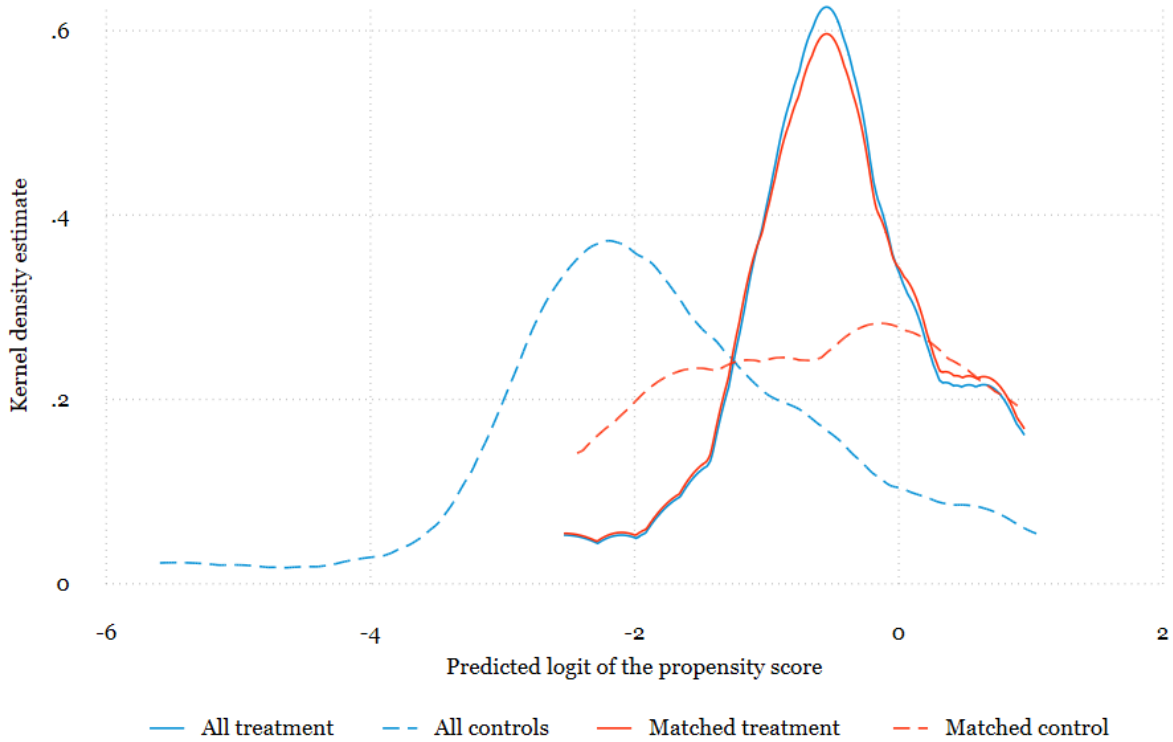 Kernel density estimate
.6
.4
.2
0
-6 -4 -2 0 2
Predicted logit of the propensity score
All treatment All controls Matched treatment Matched control